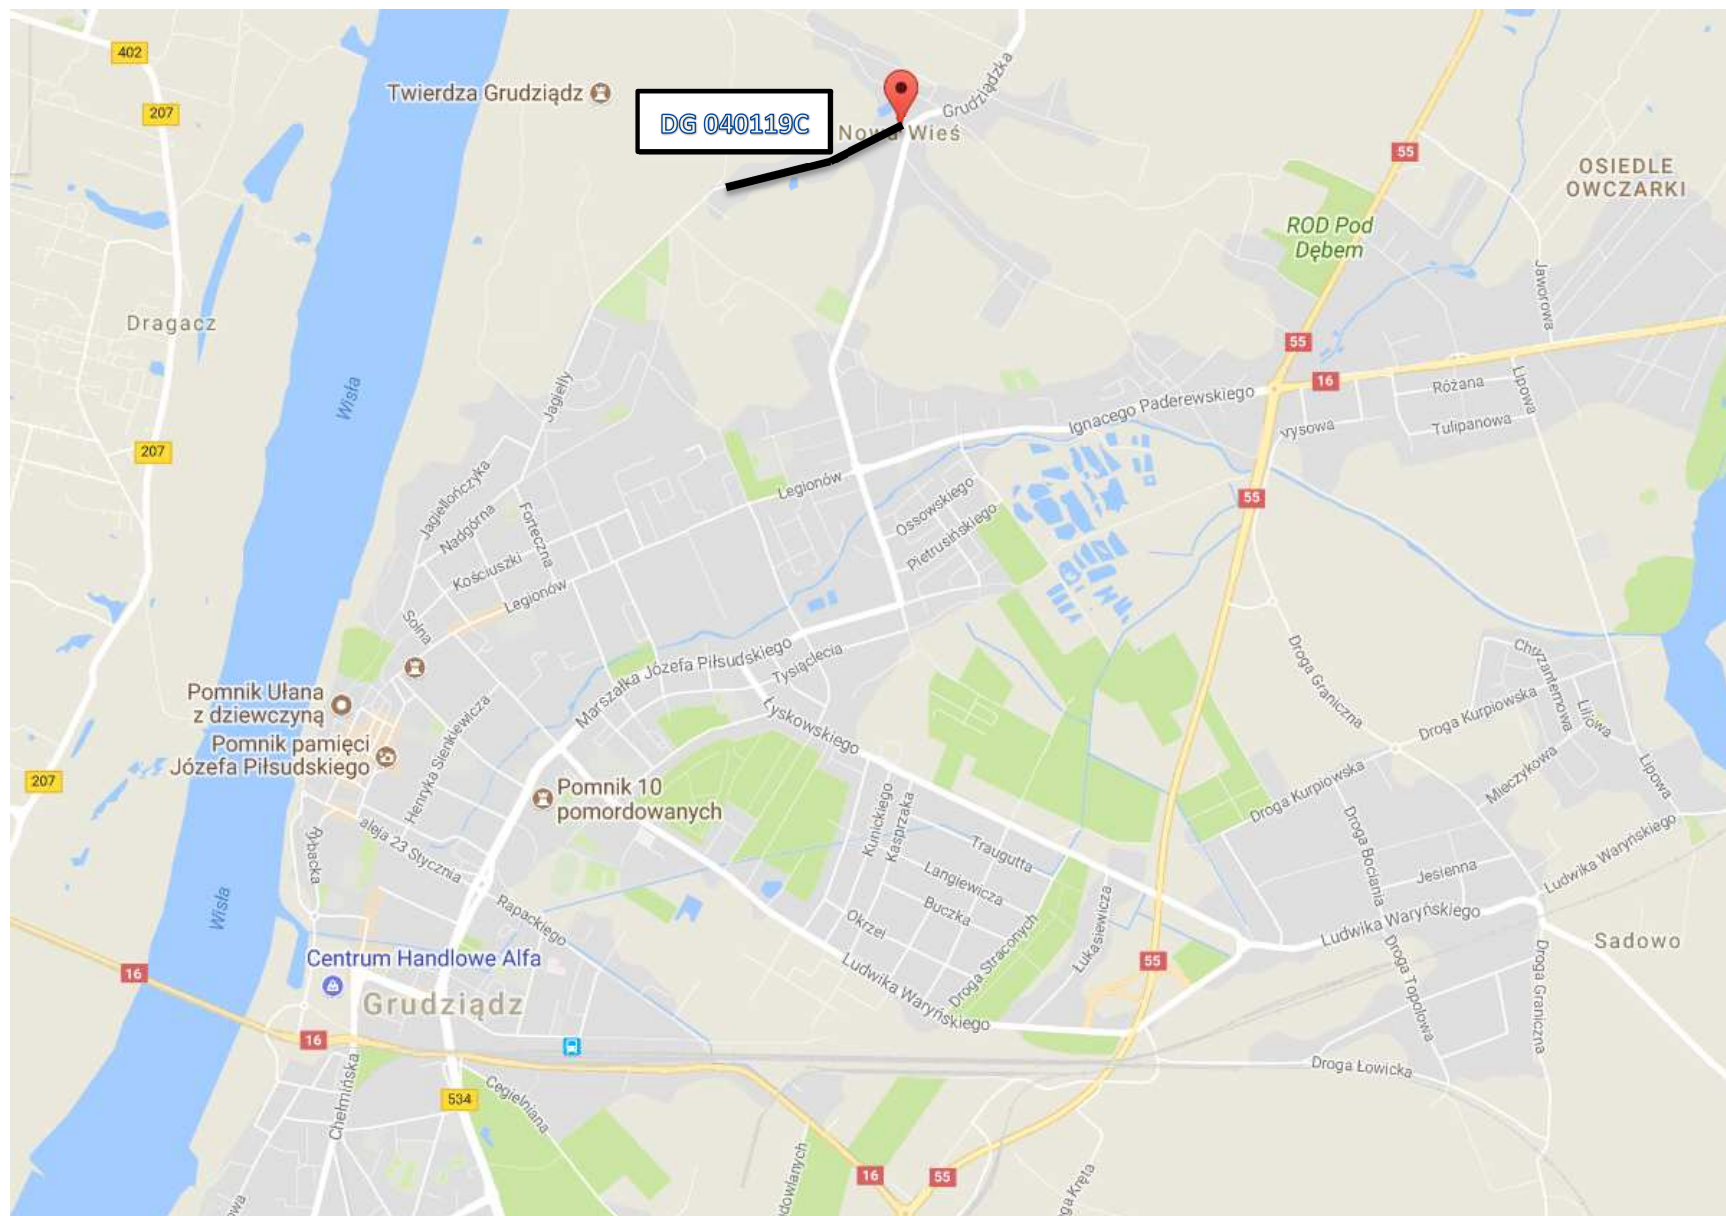 402
207
Twierdza Grudziądz
DG 040119C
Nowa Wieś
Grudziądzka
55
OSIEDLE
OWCZARKI
ROD Pod
Dębem
Jaworowa
Dragacz
Wisła
55
16
Różana
Lipowa
Tulipanowa
Ignacego Paderewskiego
Jagiełły
207
Legionów
55
Jagiellończyka
Nadgórna
Forteczna
Kościuszki
Legionów
Ossowskiego
Pietrusińskiego
Solna
Marszałka Józefa Piłsudskiego
Tysiąclecia
Łyskowskiego
Droga Graniczna
Chryzantemowa
Liliowa
Droga Kurpiowska
Lipowa
Mieczykowa
Pomnik Ułana
z dziewczyną
Pomnik pamięci
Józefa Piłsudskiego
Henryka Sienkiewicza
207
Pomnik 10
pomordowanych
Droga Kurpiowska
Kunickiego
Kasprzaka
Traugutta
Langiewicza
Buczka
Okrzei
Droga Bociania
Jesienna
Ludwika Waryńskiego
Rybacka
aleja 23 Stycznia
Rapackiego
Wisła
Ludwika Waryńskiego
Droga Straconych
Łukasiewicza
Ludwika Waryńskiego
Sadowo
Droga Topolowa
Droga Graniczna
Centrum Handlowe Alfa
16
55
Grudziądz
16
Droga Łowicka
Chełmińska
534
Cegielniana
16
55